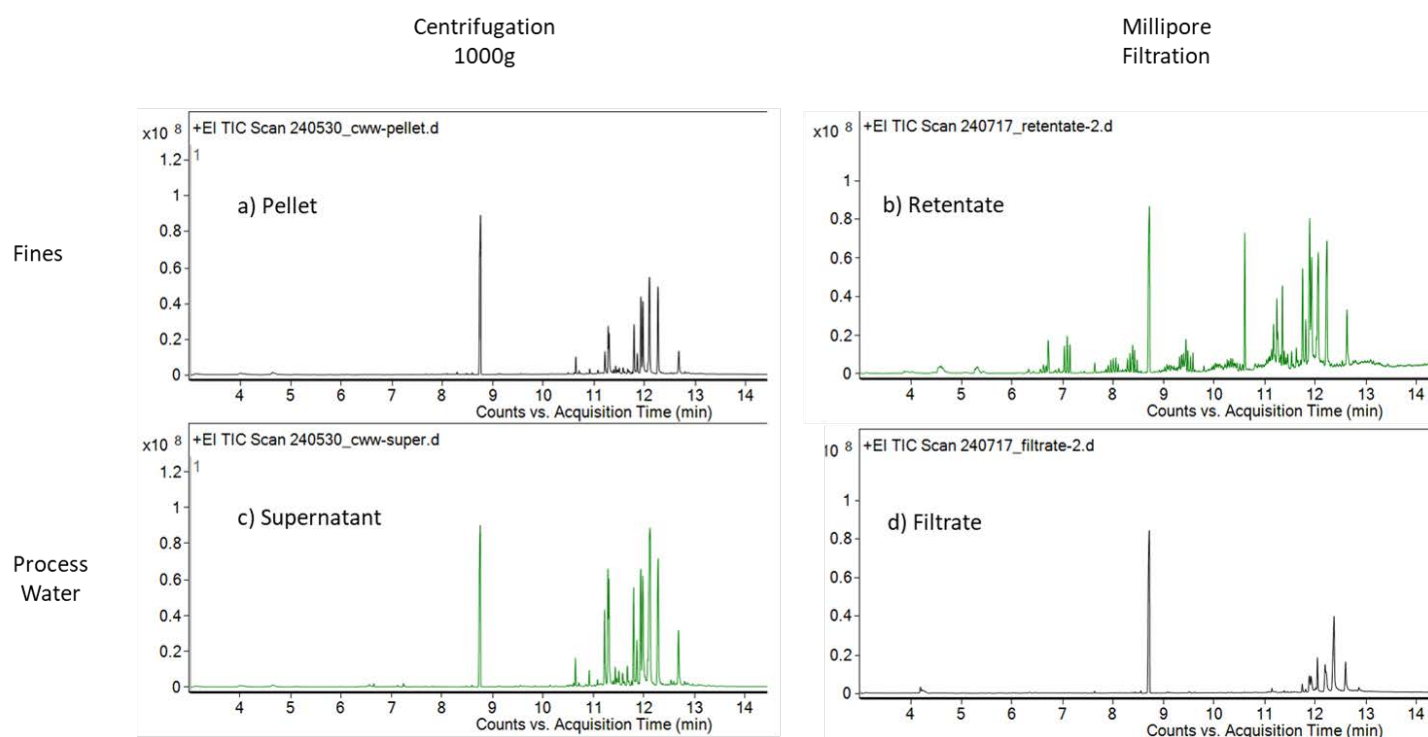 Centrifugation
1000g
Millipore
Filtration
Fines
x10 8
+EI TIC Scan 240530_cww-pellet.d
1
1.2
1
0.8
0.6
0.4
0.2
0
a) Pellet
4 5 6 7 8 9 10 11 12 13 14
Counts vs. Acquisition Time (min)
x10 8
+EI TIC Scan 240717_retentate-2.d
1
0.8
0.6
0.4
0.2
0
b) Retentate
4 5 6 7 8 9 10 11 12 13 14
Counts vs. Acquisition Time (min)
Process
Water
x10 8
+EI TIC Scan 240530_cww-super.d
1
1.2
1
0.8
0.6
0.4
0.2
0
c) Supernatant
4 5 6 7 8 9 10 11 12 13 14
Counts vs. Acquisition Time (min)
10 8
+EI TIC Scan 240717_filtrate-2.d
1
0.8
0.6
0.4
0.2
0
d) Filtrate
4 5 6 7 8 9 10 11 12 13 14
Counts vs. Acquisition Time (min)